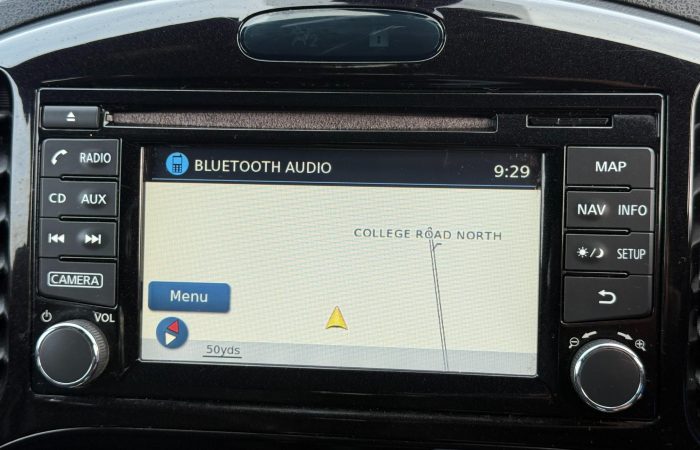 BLUETOOTH AUDIO 9:29
RADIO
CD AUX
CAMERA
VOL
COLLEGE ROAD NORTH
Menu
50yds
MAP
NAV INFO
SETUP